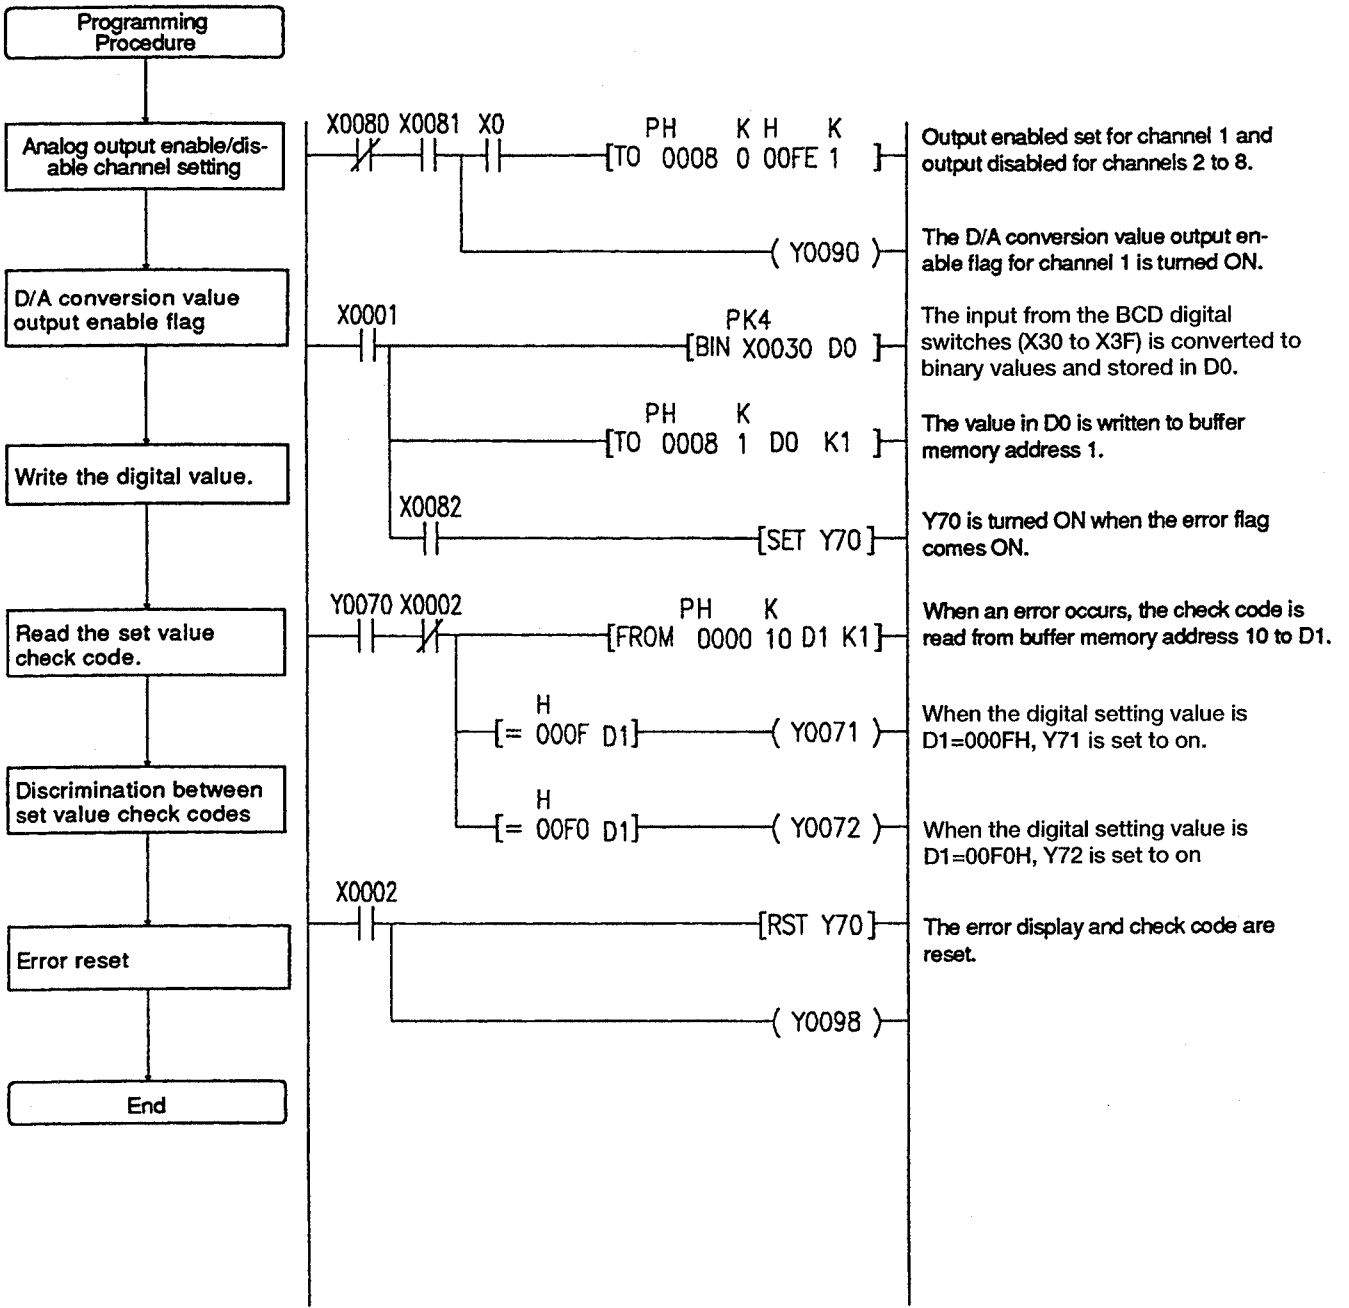 Programming
Procedure
Analog output enable/dis-
able channel setting
D/A conversion value
output enable flag
Write the digital value.
Read the set value
check code.
Discrimination between
set value check codes
Error reset
End
X0080 X0081 X0 PH K H K
[TO 0008 0 00FE 1 ]
Output enabled set for channel 1 and
output disabled for channels 2 to 8.
( Y0090 )
The D/A conversion value output en-
able flag for channel 1 is turned ON.
X0001 PK4
[BIN X0030 D0 ]
The input from the BCD digital
switches (X30 to X3F) is converted to
binary values and stored in D0.
PH K
[TO 0008 1 D0 K1 ]
The value in D0 is written to buffer
memory address 1.
X0082
[SET Y70]
Y70 is turned ON when the error flag
comes ON.
Y0070 X0002 PH K
[FROM 0000 10 D1 K1]
When an error occurs, the check code is
read from buffer memory address 10 to D1.
H
[= 000F D1] ( Y0071 )
When the digital setting value is
D1=000FH, Y71 is set to on.
H
[= 00F0 D1] ( Y0072 )
When the digital setting value is
D1=00F0H, Y72 is set to on
X0002
[RST Y70]
The error display and check code are
reset.
( Y0098 )